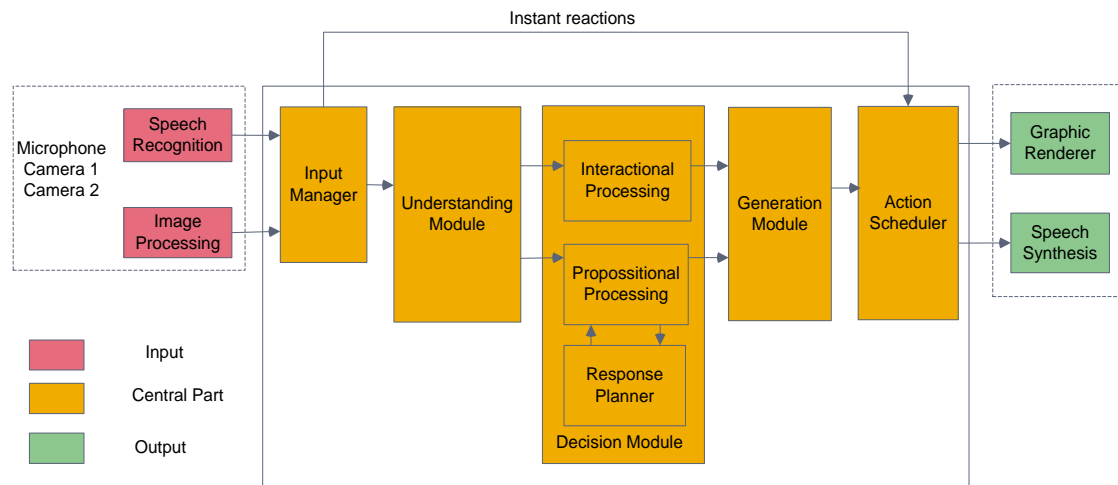 Instant reactions
Microphone
Camera 1
Camera 2
Speech
Recognition
Image
Processing
Input
Manager
Understanding
Module
Interactional
Processing
Propossitional
Processing
Response
Planner
Decision Module
Generation
Module
Action
Scheduler
Graphic
Renderer
Speech
Synthesis
Input
Central Part
Output